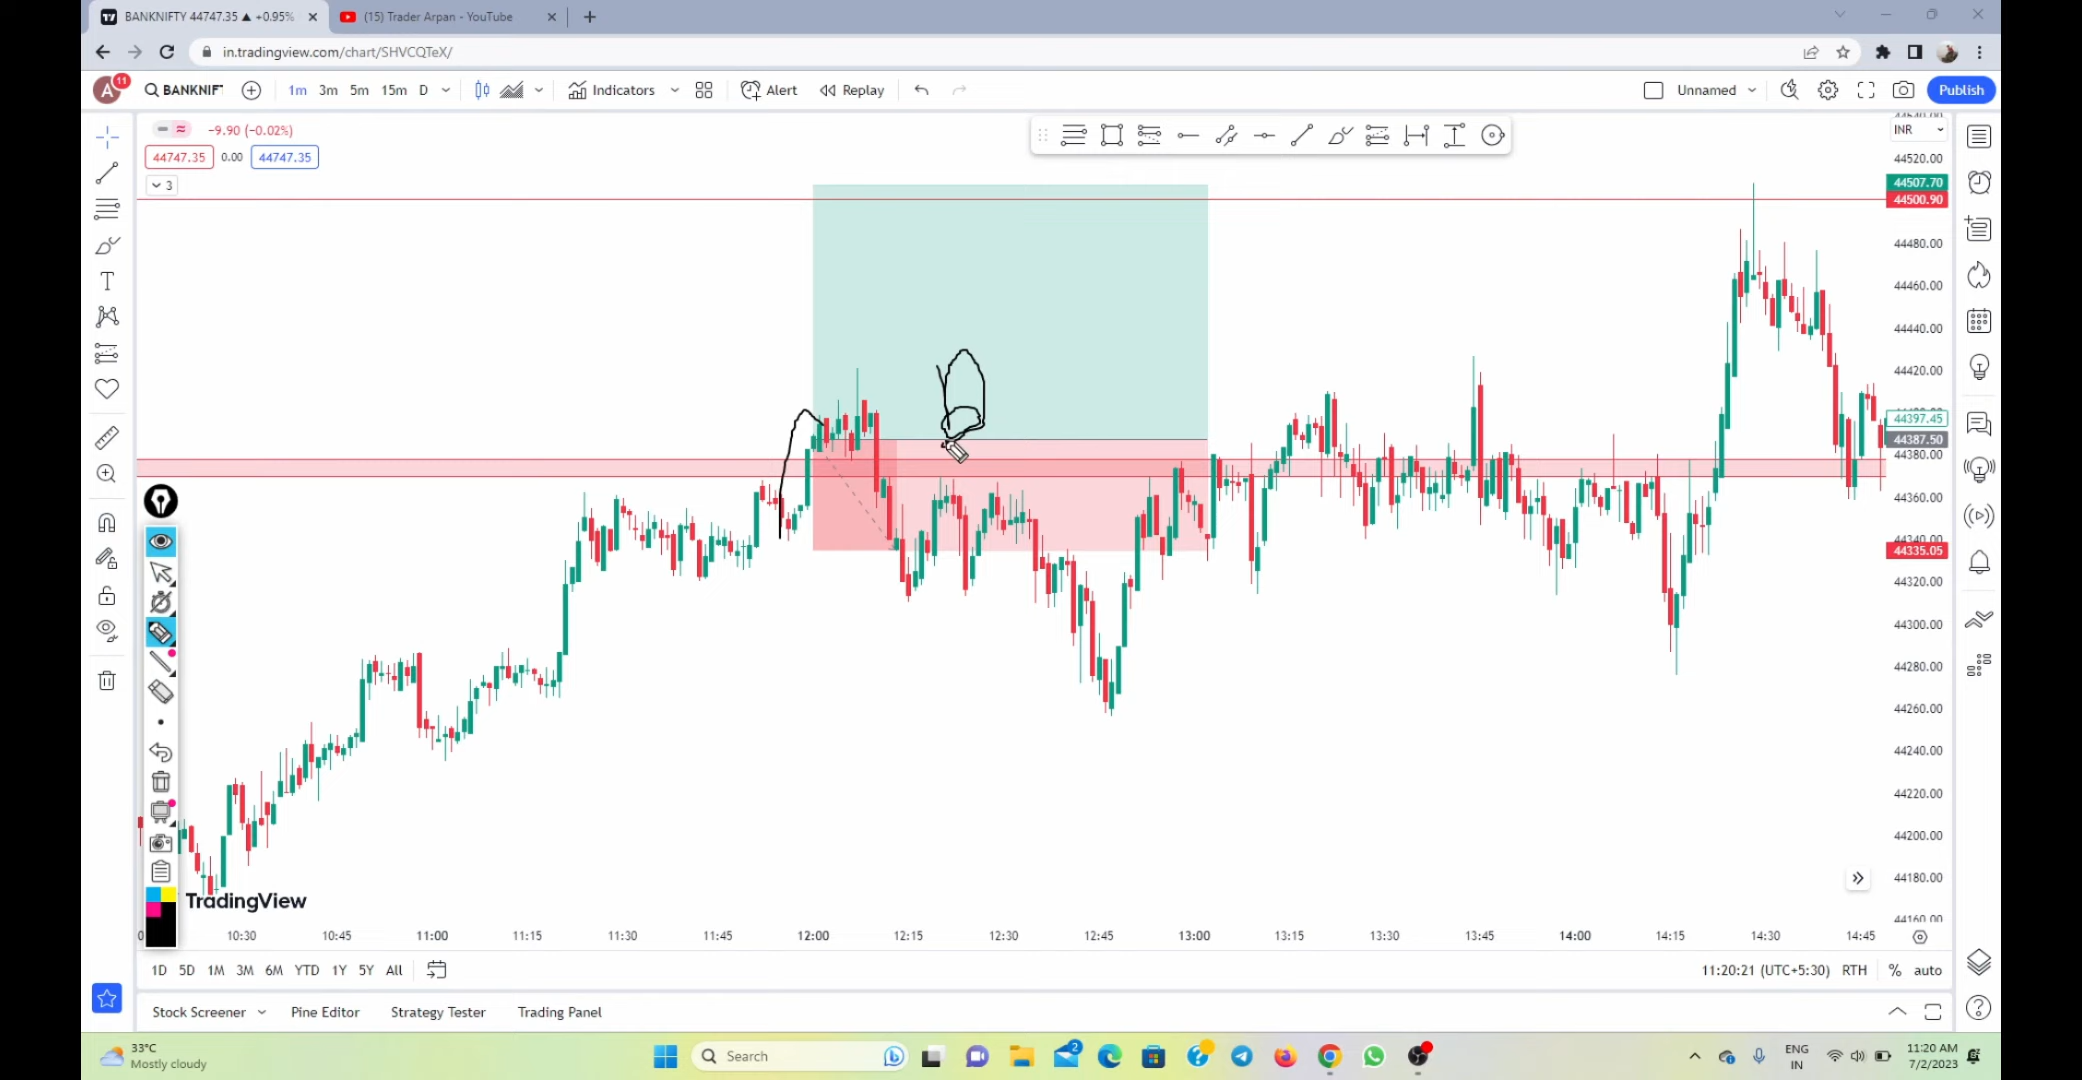 BANKNIFTY 44747.35 ▲ +0.95%
(15) Trader Arpan - YouTube
in.tradingview.com/chart/SHVCQTeX/
A 11 BANKNIF 1m 3m 5m 15m D Indicators Alert Replay Unnamed Publish
−9.90 (−0.02%)
INR
44747.35 0.00 44747.35
3
44520.00
44507.70
44500.90
44480.00
44460.00
44440.00
44420.00
44397.45
44387.50
44380.00
44360.00
44340.00
44335.05
44320.00
44300.00
44280.00
44260.00
44240.00
44220.00
44200.00
44180.00
44160.00
TradingView
10:30 10:45 11:00 11:15 11:30 11:45 12:00 12:15 12:30 12:45 13:00 13:15 13:30 13:45 14:00 14:15 14:30 14:45
1D 5D 1M 3M 6M YTD 1Y 5Y All 11:20:21 (UTC+5:30) RTH % auto
Stock Screener Pine Editor Strategy Tester Trading Panel
33°C
Mostly cloudy
Search
2
ENG
IN
11:20 AM
7/2/2023